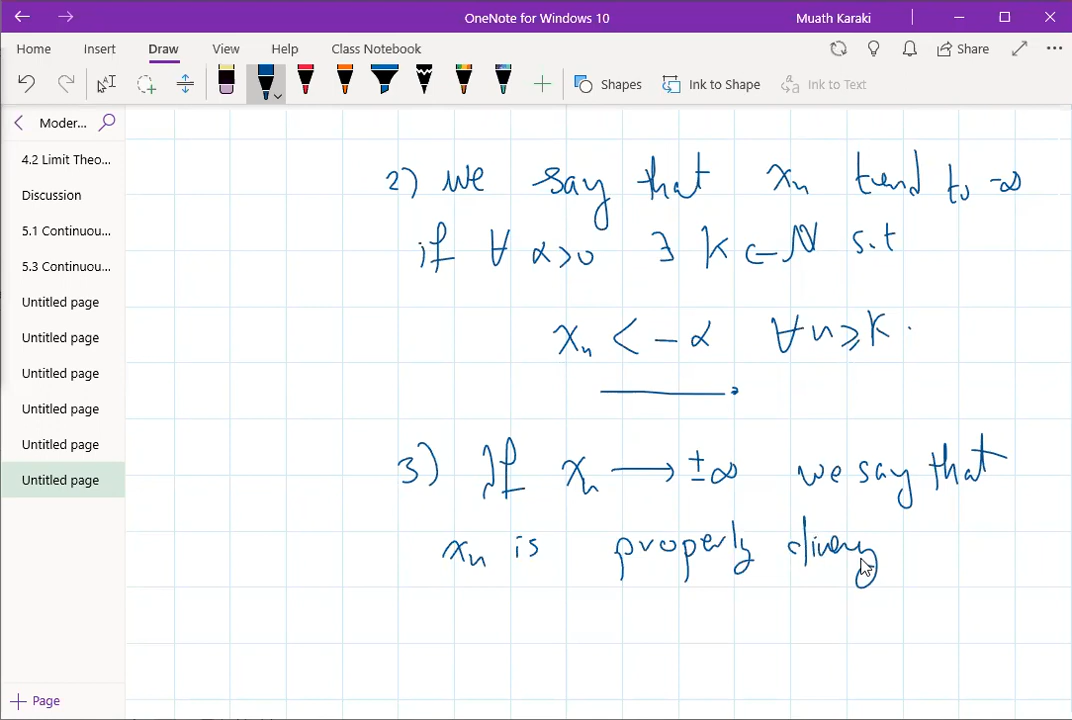 OneNote for Windows 10
Muath Karaki
Home Insert Draw View Help Class Notebook
Share
Shapes Ink to Shape Ink to Text
Moder...
4.2 Limit Theo...
Discussion
5.1 Continuou...
5.3 Continuou...
Untitled page
Untitled page
Untitled page
Untitled page
Untitled page
Untitled page
Page
2) we say that xₙ tend to -∞
if ∀ α>0 ∃ K ∈ ℕ s.t
xₙ < -α ∀n≥K.
3) If xₙ → ±∞ we say that
xₙ is properly diverg